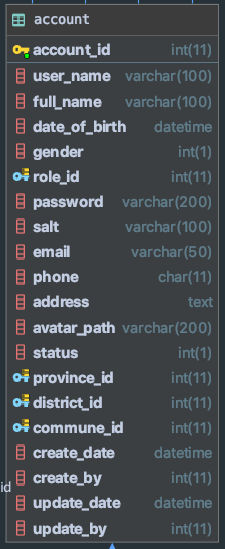 account
account_id int(11)
user_name varchar(100)
full_name varchar(100)
date_of_birth datetime
gender int(1)
role_id int(11)
password varchar(200)
salt varchar(100)
email varchar(50)
phone char(11)
address text
avatar_path varchar(200)
status int(1)
province_id int(11)
district_id int(11)
commune_id int(11)
create_date datetime
create_by int(11)
id
update_date datetime
update_by int(11)